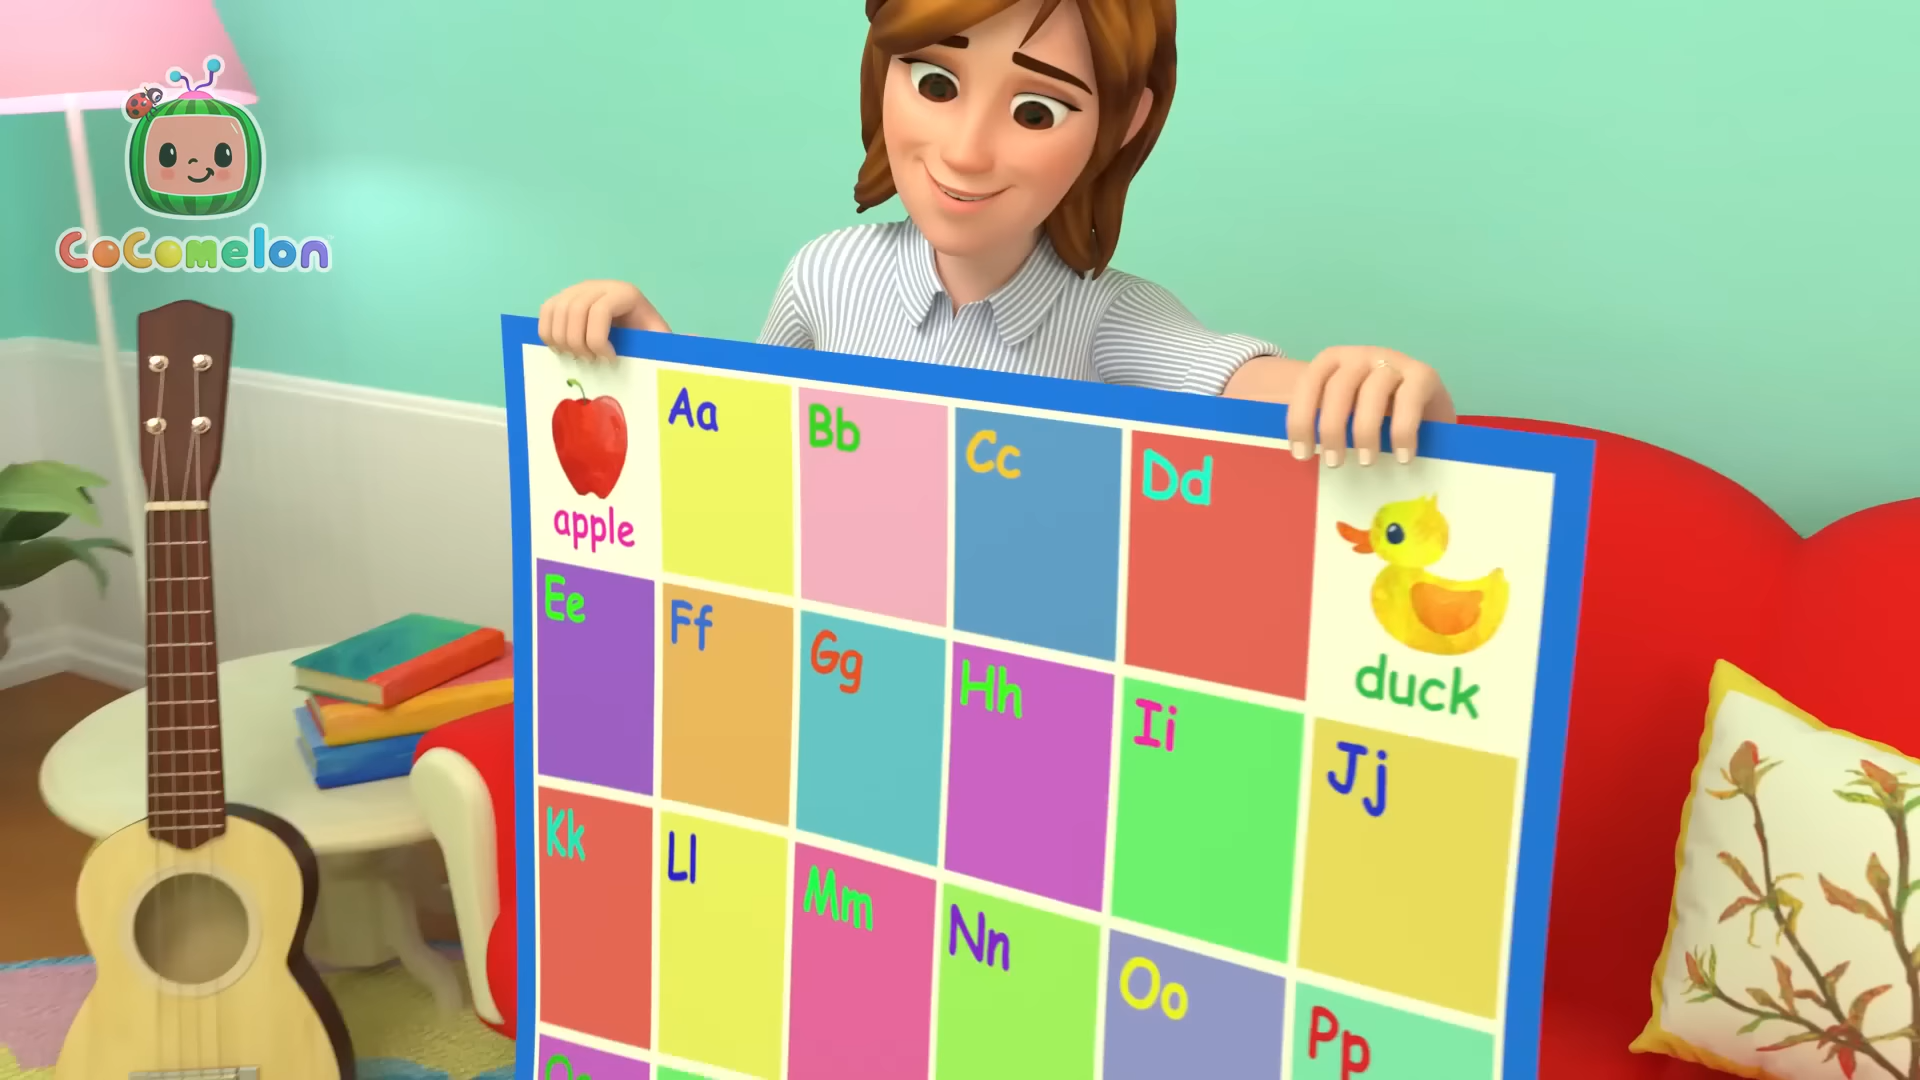 CoCoMelon
apple
Aa
Bb
Cc
Dd
duck
Ee
Ff
Gg
Hh
Ii
Jj
Kk
Ll
Mm
Nn
Oo
Pp